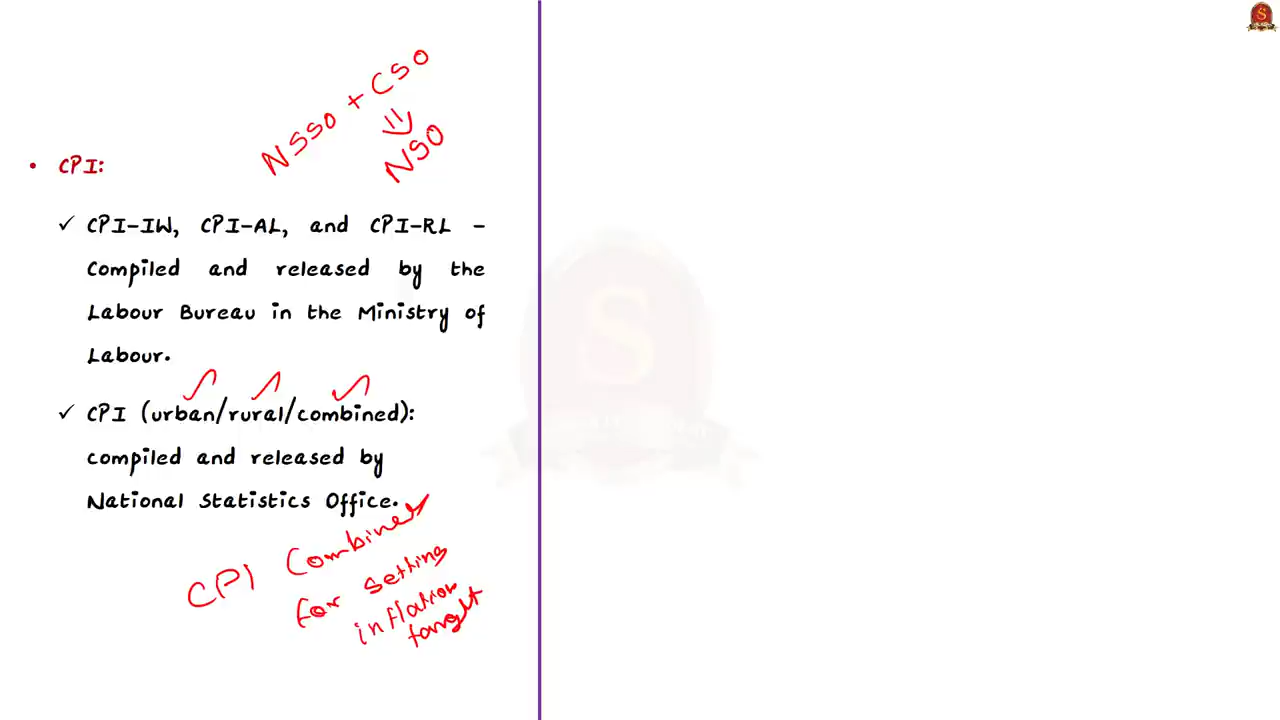 NSSO + CSO
NSO
• CPI:
✓ CPI-IW, CPI-AL, and CPI-RL -
Compiled and released by the
Labour Bureau in the Ministry of
Labour.
✓ CPI (urban/rural/combined):
compiled and released by
National Statistics Office.
CPI Combined
for setting
inflation
target